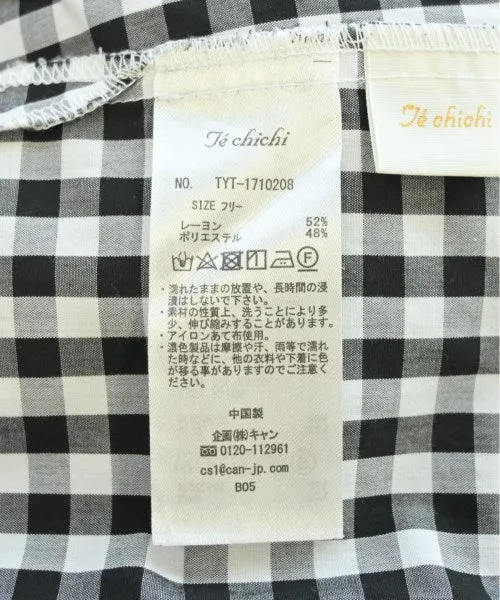 Té chichi
Té chichi
NO. TYT-1710208
SIZE フリー
レーヨン 52%
ポリエステル 48%
・濡れたままの放置や、長時間の浸
漬はしないで下さい。
・素材の性質上、洗うことにより多
少、伸び縮みすることがあります。
・アイロンあて布使用。
・濃色製品は摩擦や汗、雨等で濡れ
た時などに、他の衣料や下着に色
が移る事がありますのでご注意く
ださい。
中国製
企画(株)キャン
0120-112961
cs1@can-jp.com
B05